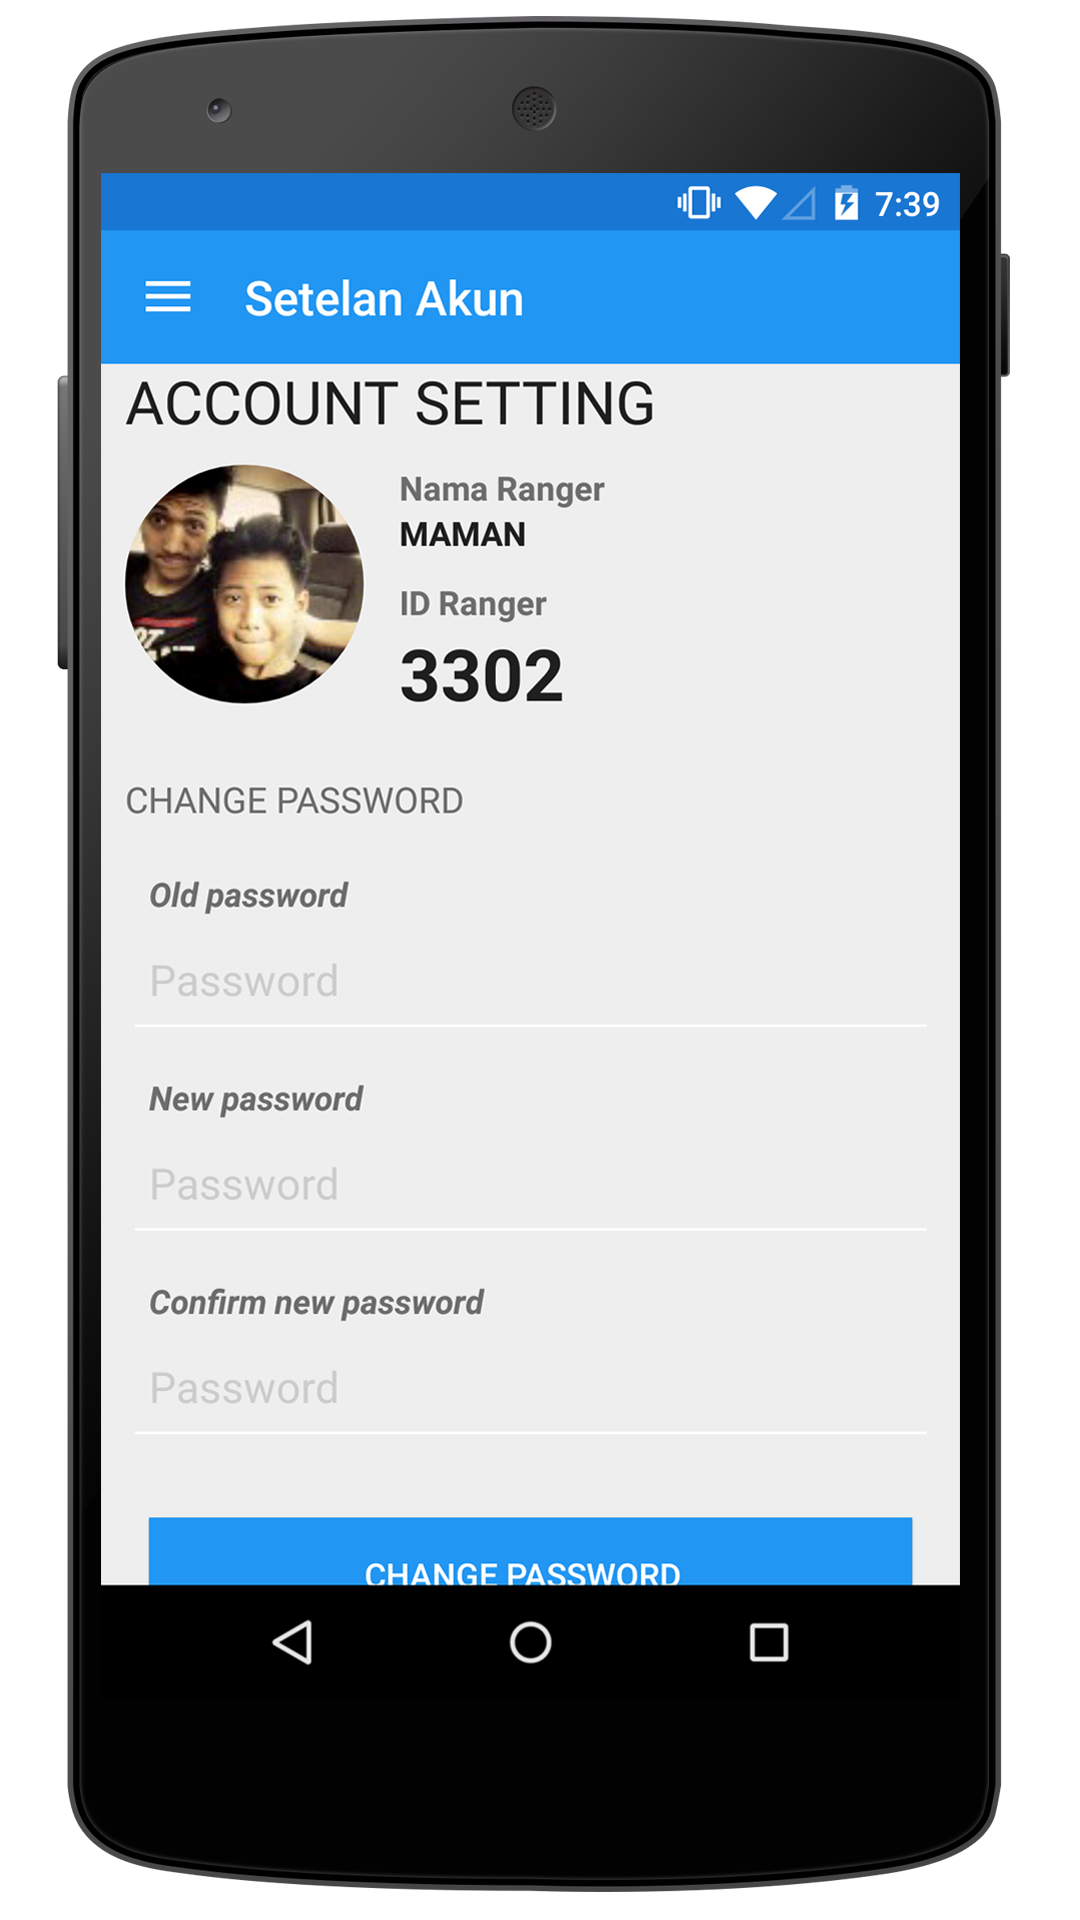 7:39
Setelan Akun
ACCOUNT SETTING
Nama Ranger
MAMAN
ID Ranger
3302
CHANGE PASSWORD
Old password
Password
New password
Password
Confirm new password
Password
CHANGE PASSWORD